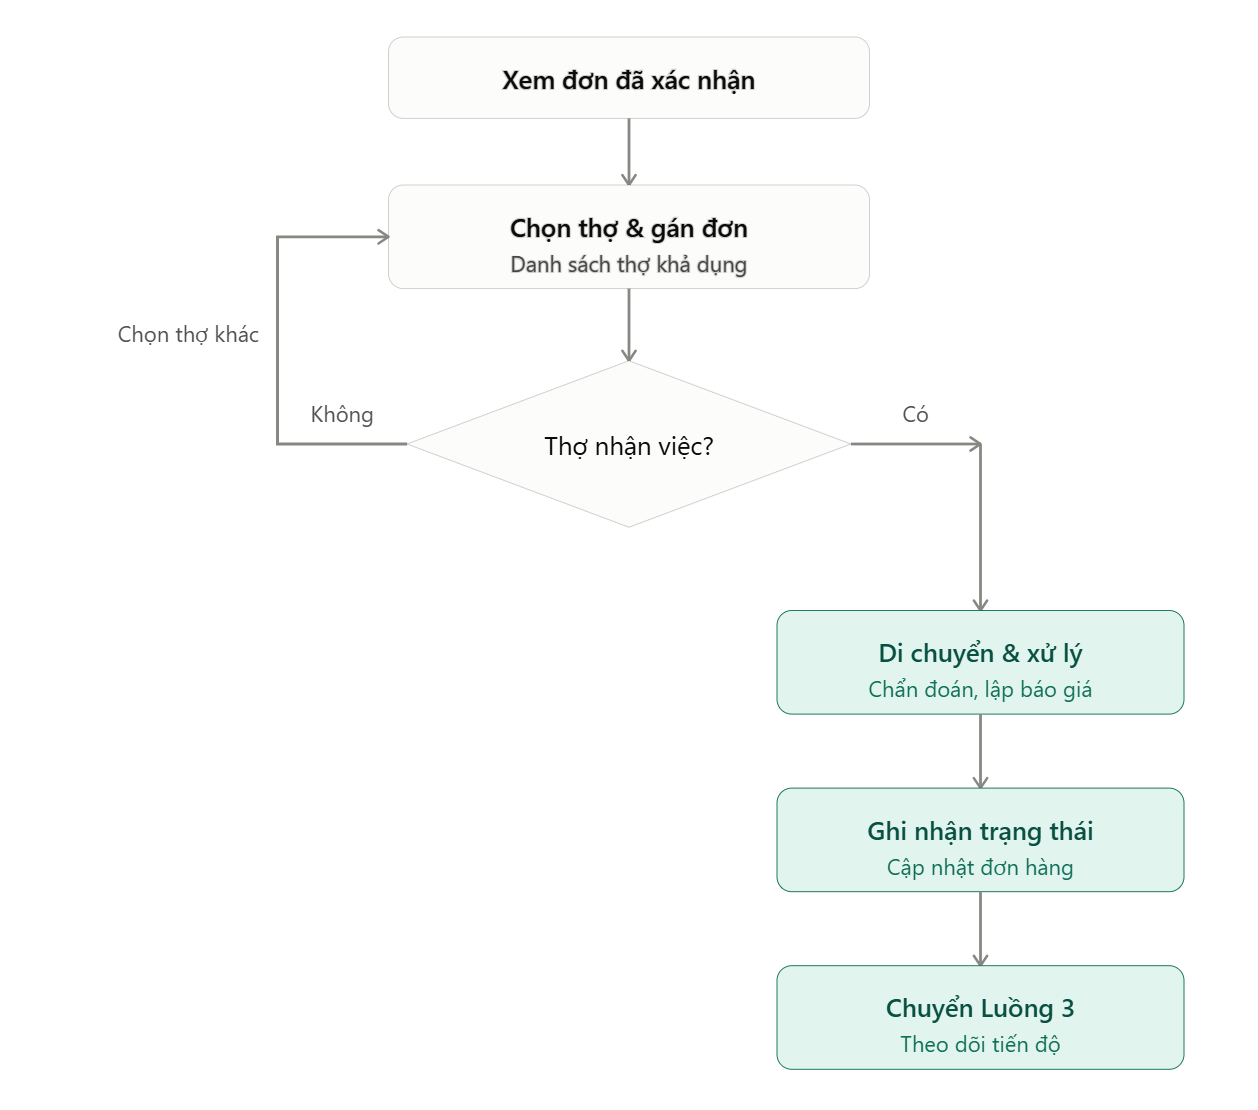 Xem đơn đã xác nhận
Chọn thợ & gán đơn
Danh sách thợ khả dụng
Chọn thợ khác
Không
Có
Thợ nhận việc?
Di chuyển & xử lý
Chẩn đoán, lập báo giá
Ghi nhận trạng thái
Cập nhật đơn hàng
Chuyển Luồng 3
Theo dõi tiến độ